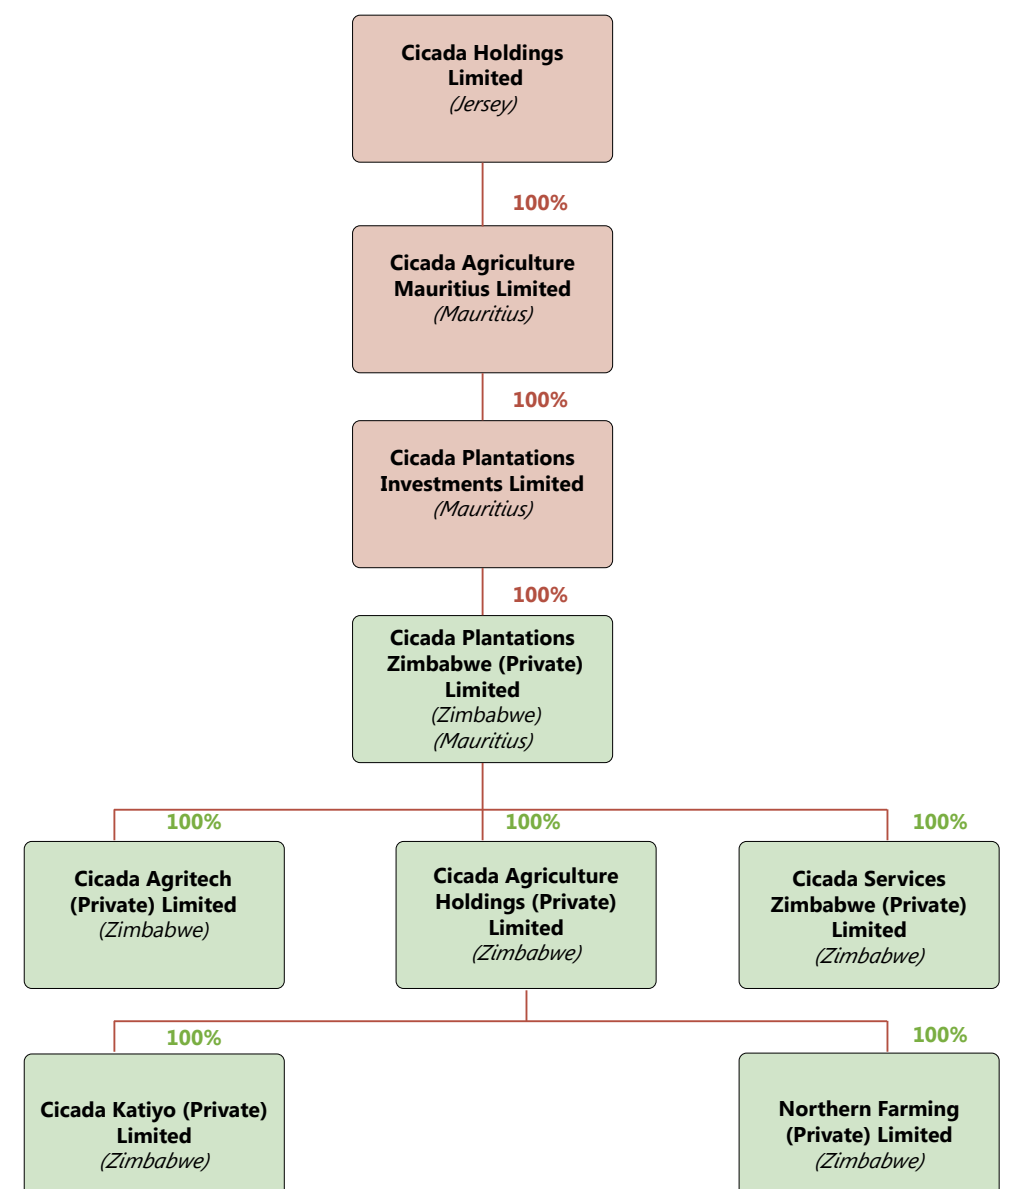 Cicada Holdings
Limited
(Jersey)
100%
Cicada Agriculture
Mauritius Limited
(Mauritius)
100%
Cicada Plantations
Investments Limited
(Mauritius)
100%
Cicada Plantations
Zimbabwe (Private)
Limited
(Zimbabwe)
(Mauritius)
100%
100%
100%
Cicada Agritech
(Private) Limited
(Zimbabwe)
Cicada Agriculture
Holdings (Private)
Limited
(Zimbabwe)
Cicada Services
Zimbabwe (Private)
Limited
(Zimbabwe)
100%
100%
Cicada Katiyo (Private)
Limited
(Zimbabwe)
Northern Farming
(Private) Limited
(Zimbabwe)